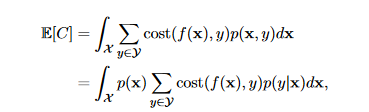 𝔼[C] = ∫_𝒳 ∑_{y∈𝒴} cost(f(𝐱), y)p(𝐱, y)d𝐱
= ∫_𝒳 p(𝐱) ∑_{y∈𝒴} cost(f(𝐱), y)p(y|𝐱)d𝐱,